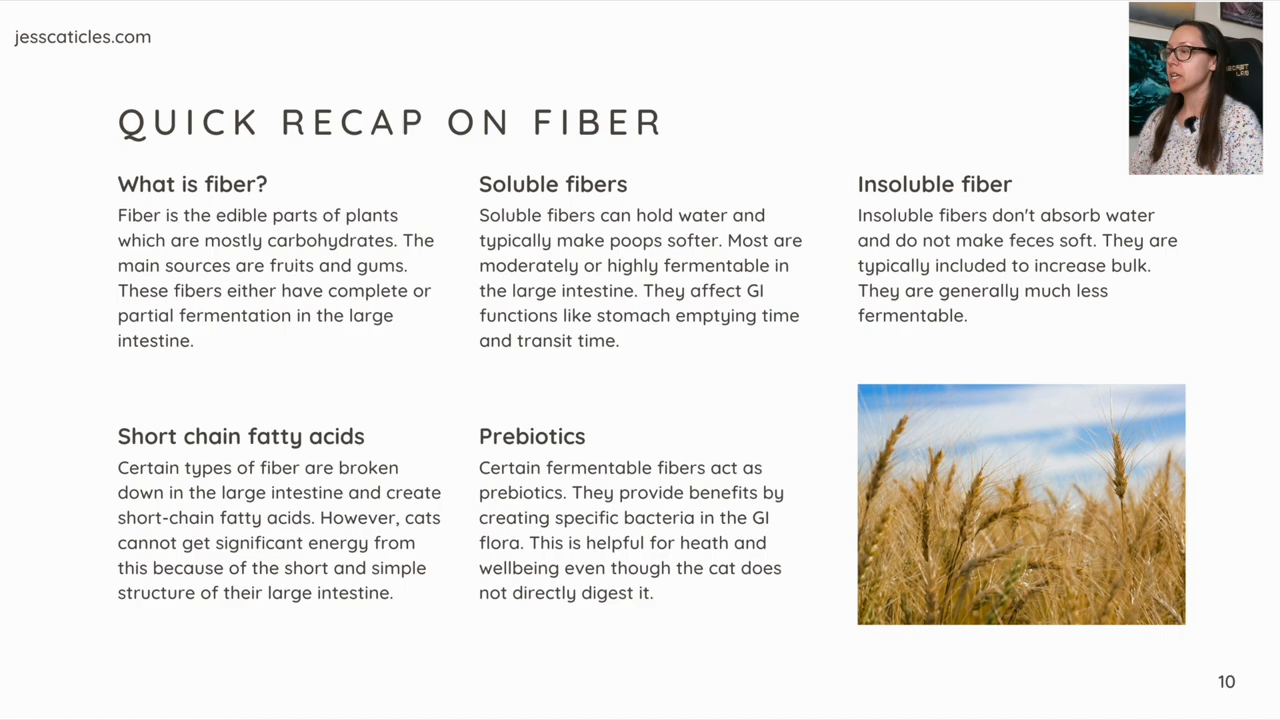 jesscaticles.com
QUICK RECAP ON FIBER
What is fiber?
Fiber is the edible parts of plants
which are mostly carbohydrates. The
main sources are fruits and gums.
These fibers either have complete or
partial fermentation in the large
intestine.
Soluble fibers
Soluble fibers can hold water and
typically make poops softer. Most are
moderately or highly fermentable in
the large intestine. They affect GI
functions like stomach emptying time
and transit time.
Insoluble fiber
Insoluble fibers don't absorb water
and do not make feces soft. They are
typically included to increase bulk.
They are generally much less
fermentable.
Short chain fatty acids
Certain types of fiber are broken
down in the large intestine and create
short-chain fatty acids. However, cats
cannot get significant energy from
this because of the short and simple
structure of their large intestine.
Prebiotics
Certain fermentable fibers act as
prebiotics. They provide benefits by
creating specific bacteria in the GI
flora. This is helpful for heath and
wellbeing even though the cat does
not directly digest it.
10